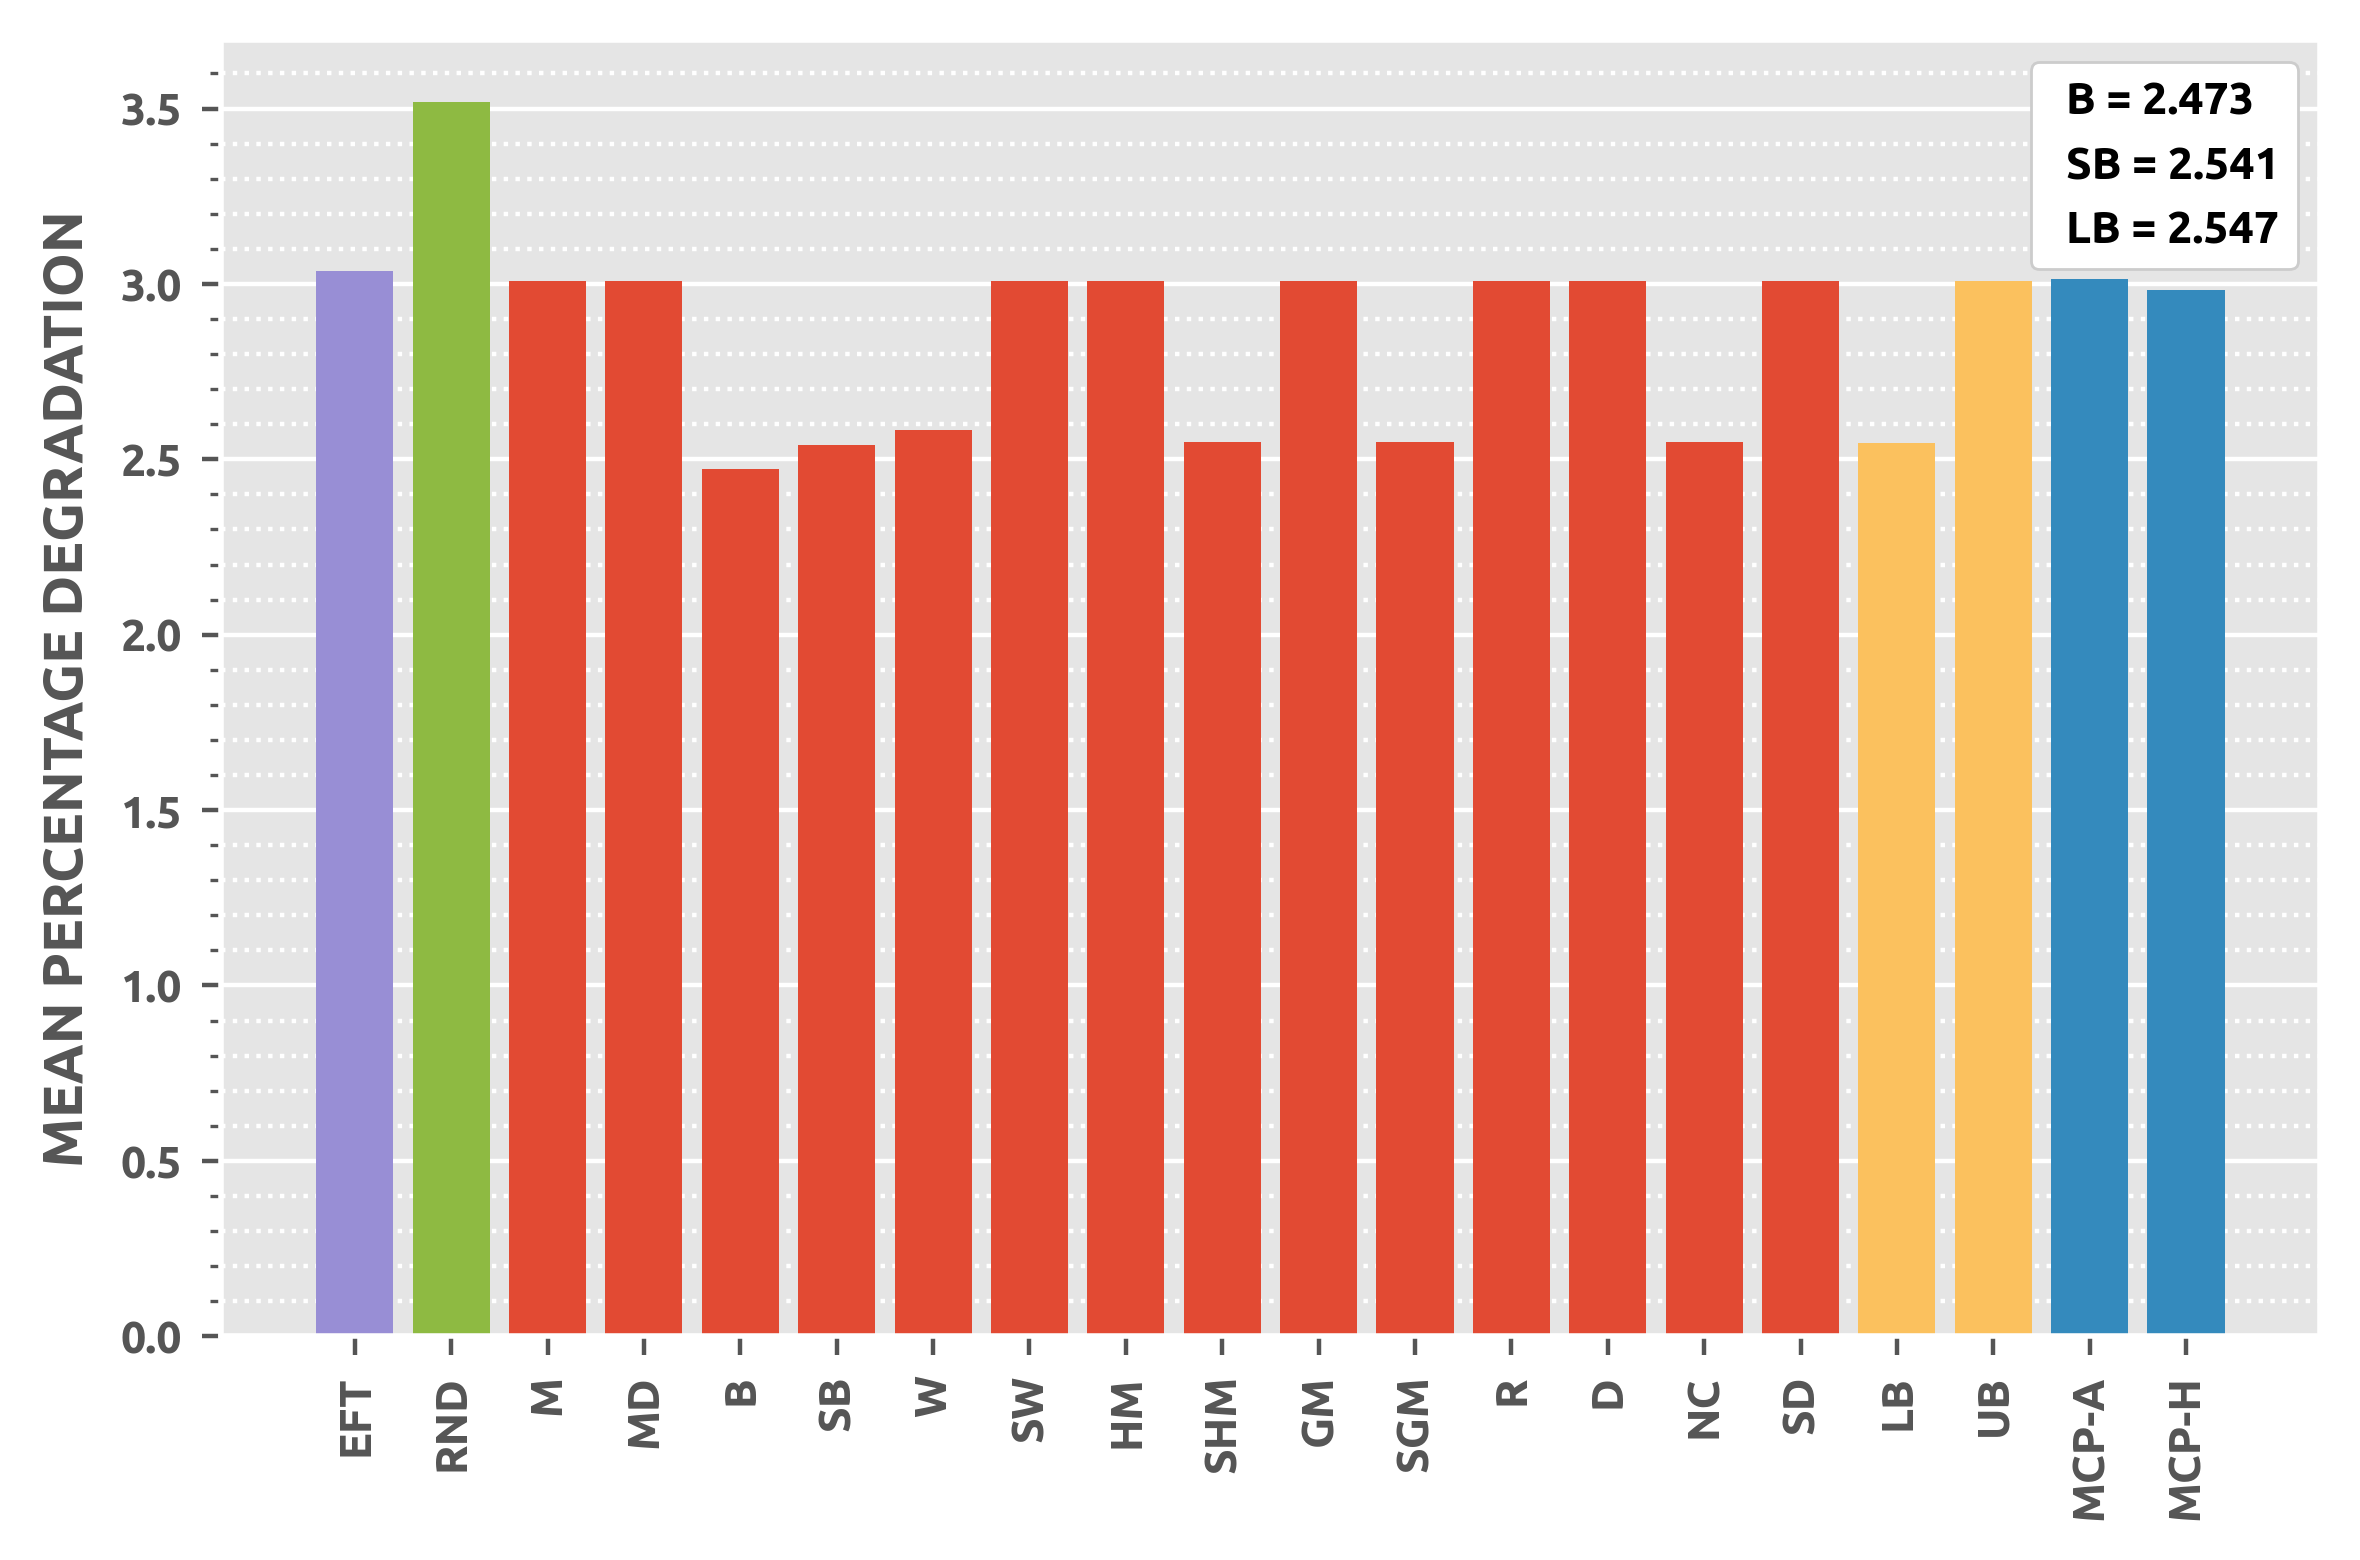 MEAN PERCENTAGE DEGRADATION
3.5
3.0
2.5
2.0
1.5
1.0
0.5
0.0
B = 2.473
SB = 2.541
LB = 2.547
EFT
RND
M
MD
B
SB
W
SW
HM
SHM
GM
SGM
R
D
NC
SD
LB
UB
MCP-A
MCP-H